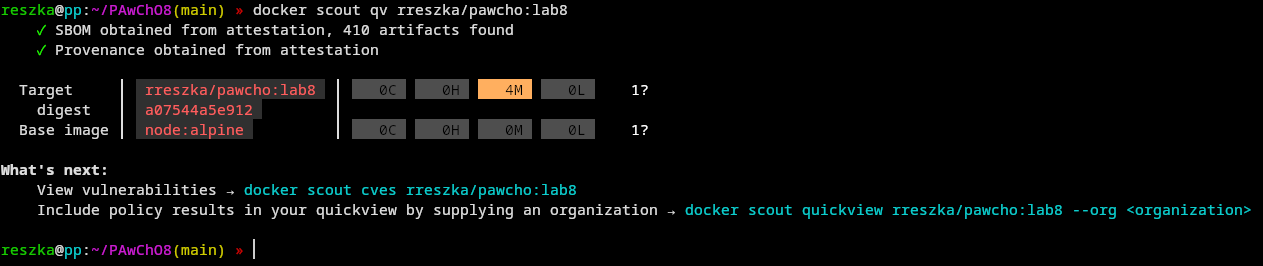 reszka@pp:~/PAwChO8(main) » docker scout qv rreszka/pawcho:lab8
✓ SBOM obtained from attestation, 410 artifacts found
✓ Provenance obtained from attestation
Target │ rreszka/pawcho:lab8 │ 0C 0H 4M 0L 1?
digest │ a07544a5e912 │
Base image │ node:alpine │ 0C 0H 0M 0L 1?
What's next:
View vulnerabilities → docker scout cves rreszka/pawcho:lab8
Include policy results in your quickview by supplying an organization → docker scout quickview rreszka/pawcho:lab8 --org <organization>
reszka@pp:~/PAwChO8(main) »